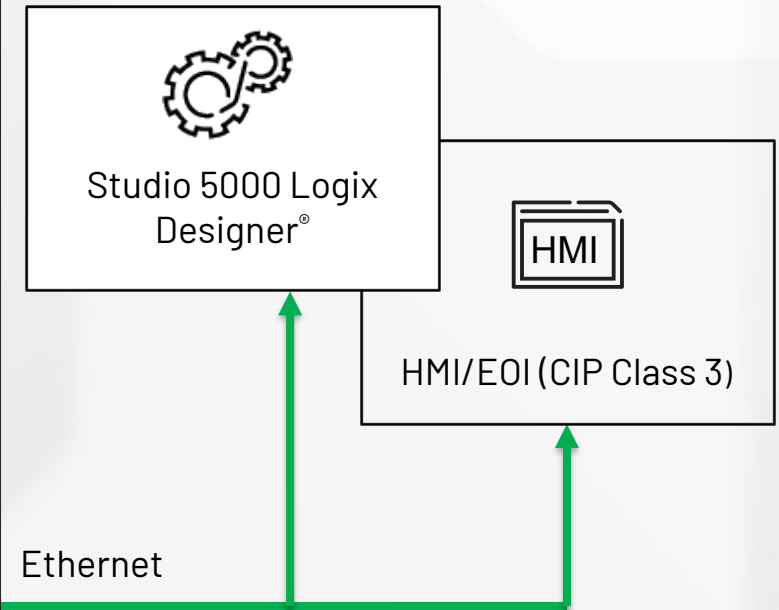 Studio 5000 Logix
Designer®
HMI
HMI/EOI (CIP Class 3)
Ethernet